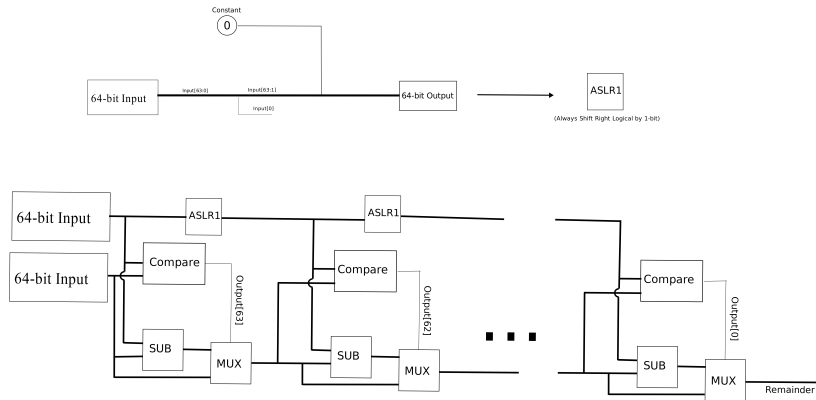 Constant
0
Input[63:0]
Input[63:1]
64-bit Input
Input[0]
64-bit Output
ASLR1
(Always Shift Right Logical by 1-bit)
64-bit Input
ASLR1
ASLR1
64-bit Input
Compare
Output[63]
SUB
MUX
Compare
Output[62]
SUB
MUX
Compare
Output[0]
SUB
MUX
Remainder